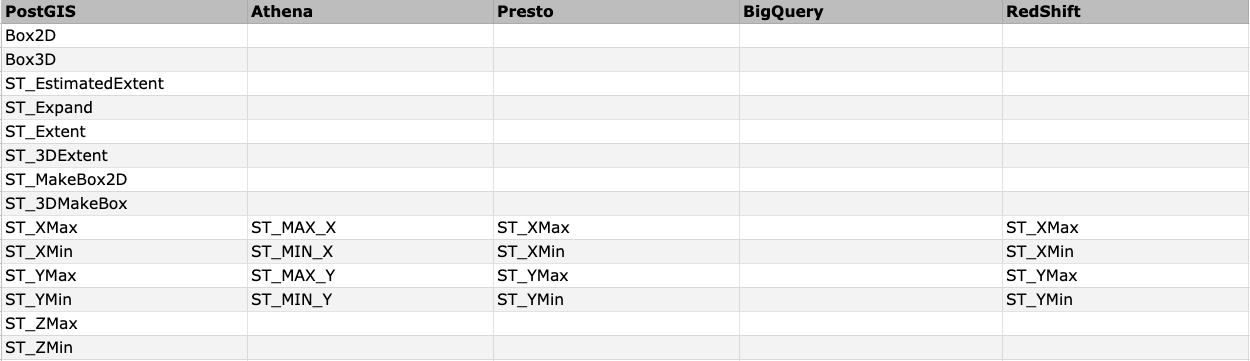 PostGIS Athena Presto BigQuery RedShift
Box2D
Box3D
ST_EstimatedExtent
ST_Expand
ST_Extent
ST_3DExtent
ST_MakeBox2D
ST_3DMakeBox
ST_XMax ST_MAX_X ST_XMax ST_XMax
ST_XMin ST_MIN_X ST_XMin ST_XMin
ST_YMax ST_MAX_Y ST_YMax ST_YMax
ST_YMin ST_MIN_Y ST_YMin ST_YMin
ST_ZMax
ST_ZMin